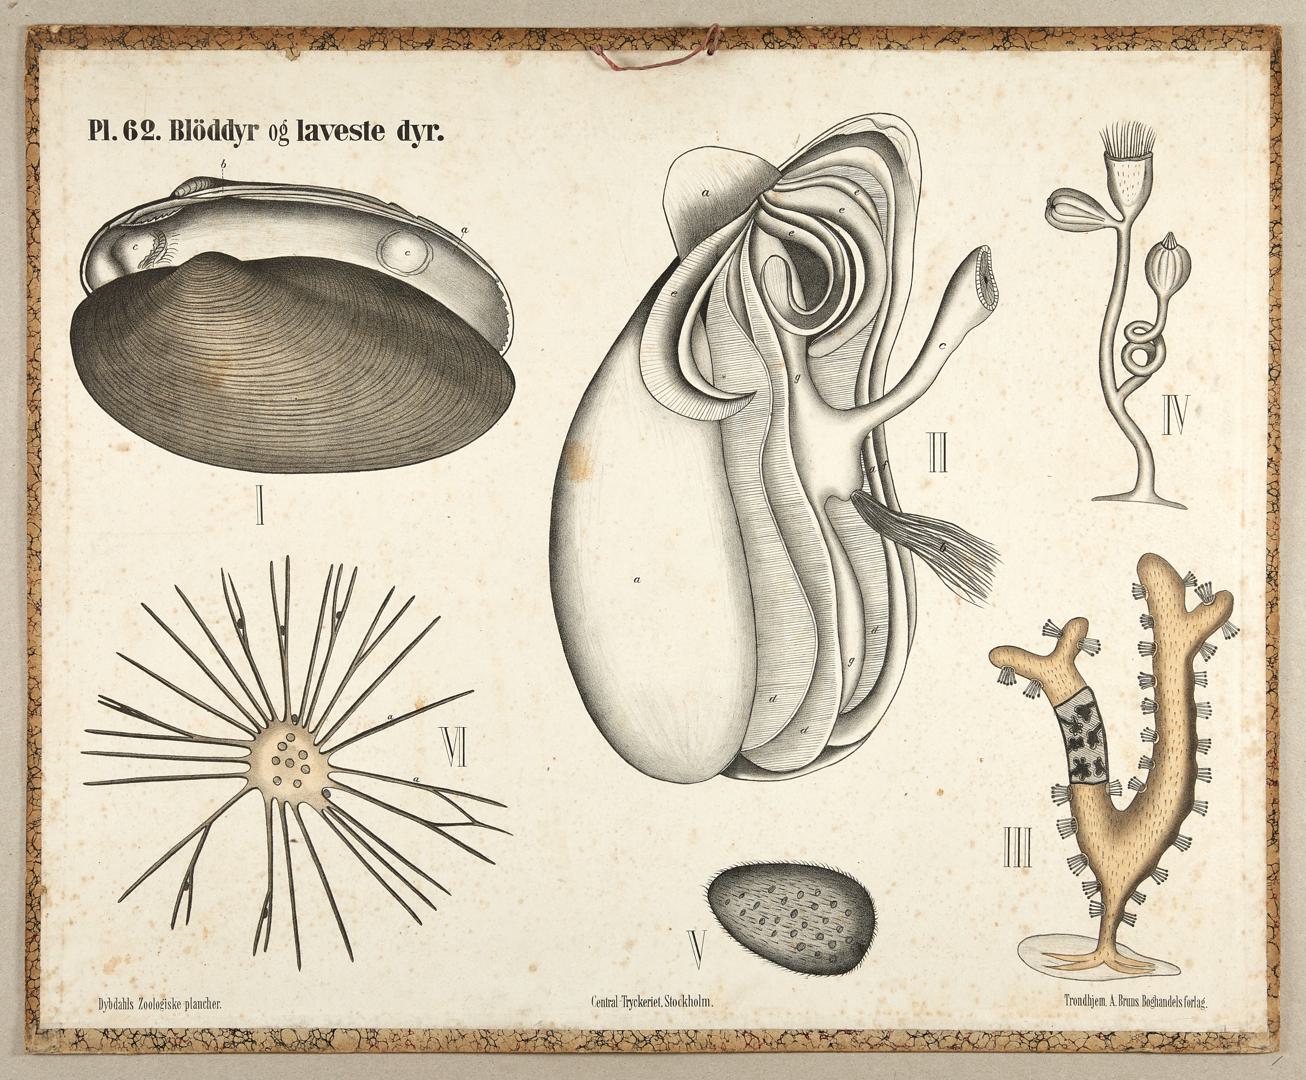 Pl. 62. Blöddyr og laveste dyr.
b
a
c
c
I
a
e
e
e
e
c
g
II
a f
b
a
d
g
d
d
IV
VI
a
a
III
V
Dybdahls Zoologiske plancher.
Central-Tryckeriet, Stockholm.
Trondhjem. A. Bruns Boghandels forlag.